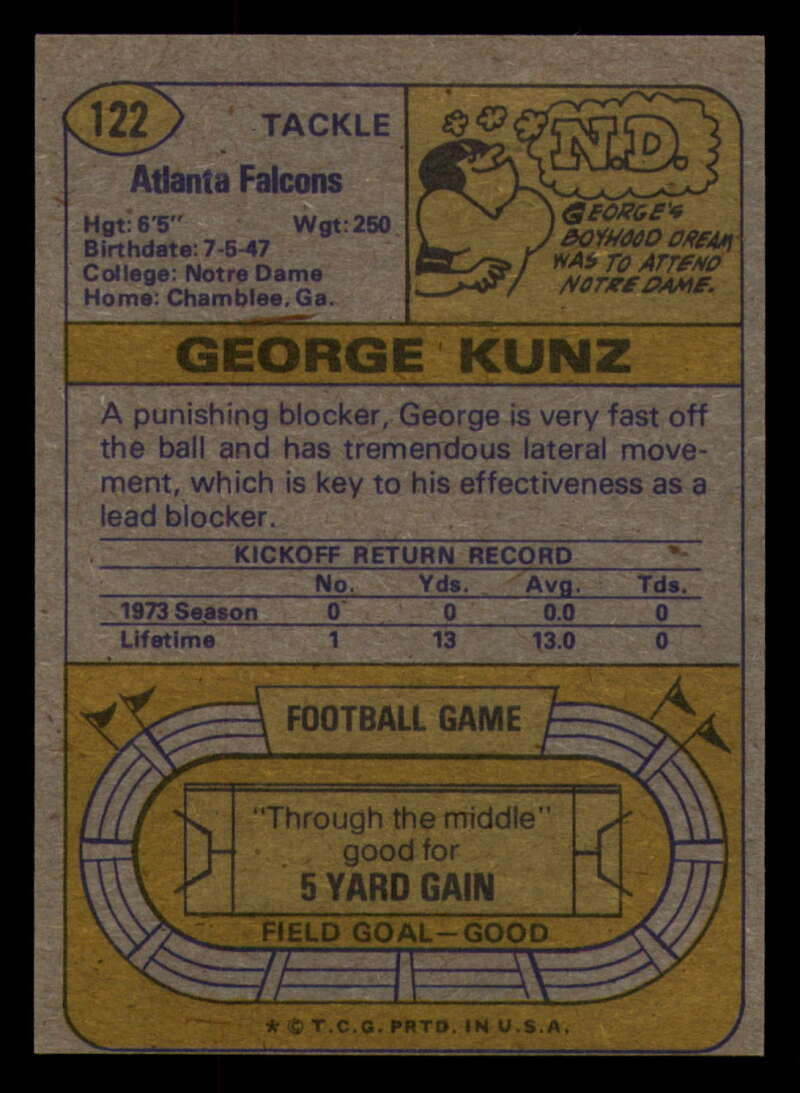 122
TACKLE
Atlanta Falcons
Hgt: 6'5" Wgt: 250
Birthdate: 7-5-47
College: Notre Dame
Home: Chamblee, Ga.
N.D.
GEORGE'S
BOYHOOD DREAM
WAS TO ATTEND
NOTRE DAME.
GEORGE KUNZ
A punishing blocker, George is very fast off
the ball and has tremendous lateral move-
ment, which is key to his effectiveness as a
lead blocker.
KICKOFF RETURN RECORD
No. Yds. Avg. Tds.
1973 Season 0 0 0.0 0
Lifetime 1 13 13.0 0
FOOTBALL GAME
"Through the middle"
good for
5 YARD GAIN
FIELD GOAL—GOOD
* © T.C.G. PRTD. IN U.S.A.